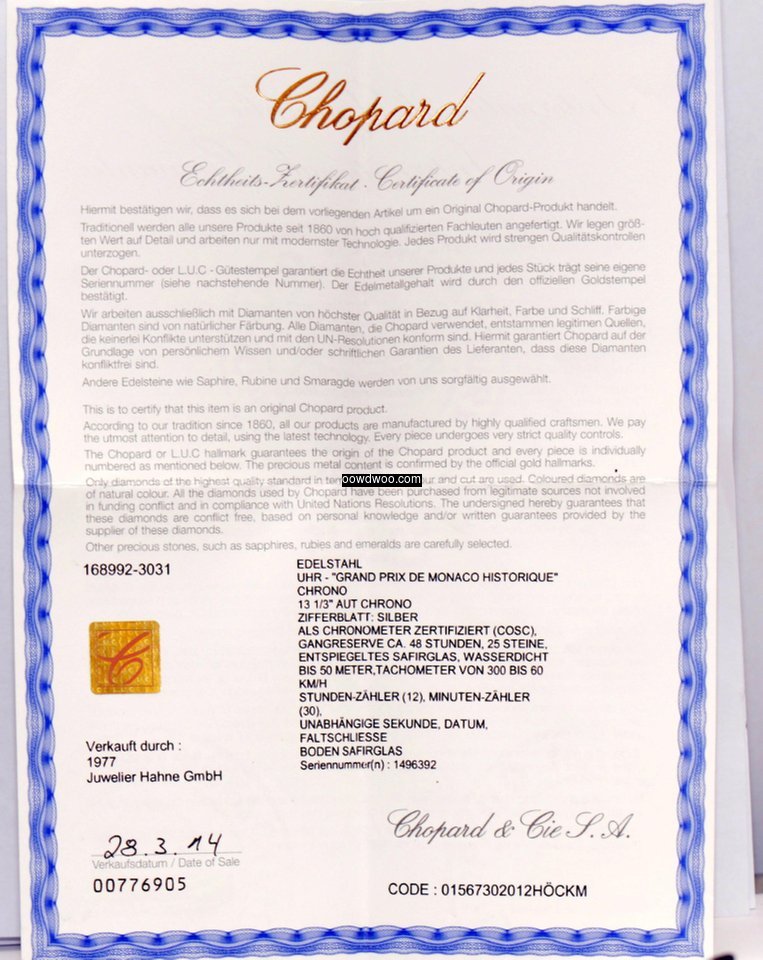 Chopard
Echtheits-Zertifikat . Certificate of Origin
Hiermit bestätigen wir, dass es sich bei dem vorliegenden Artikel um ein Original Chopard-Produkt handelt.
Traditionell werden alle unsere Produkte seit 1860 von hoch qualifizierten Fachleuten angefertigt. Wir legen größ-
ten Wert auf Detail und arbeiten nur mit modernster Technologie. Jedes Produkt wird strengen Qualitätskontrollen
unterzogen.
Der Chopard- oder L.U.C - Gütestempel garantiert die Echtheit unserer Produkte und jedes Stück trägt seine eigene
Seriennummer (siehe nachstehende Nummer). Der Edelmetallgehalt wird durch den offiziellen Goldstempel
bestätigt.
Wir arbeiten ausschließlich mit Diamanten von höchster Qualität in Bezug auf Klarheit, Farbe und Schliff. Farbige
Diamanten sind von natürlicher Färbung. Alle Diamanten, die Chopard verwendet, entstammen legitimen Quellen,
die keinerlei Konflikte unterstützen und mit den UN-Resolutionen konform sind. Hiermit garantiert Chopard auf der
Grundlage von persönlichem Wissen und/oder schriftlichen Garantien des Lieferanten, dass diese Diamanten
konfliktfrei sind.
Andere Edelsteine wie Saphire, Rubine und Smaragde werden von uns sorgfältig ausgewählt.
This is to certify that this item is an original Chopard product.
According to our tradition since 1860, all our products are manufactured by highly qualified craftsmen. We pay
the utmost attention to detail, using the latest technology. Every piece undergoes very strict quality controls.
The Chopard or L.U.C hallmark guarantees the origin of the Chopard product and every piece is individually
numbered as mentioned below. The precious metal content is confirmed by the official gold hallmarks.
Only diamonds of the highest quality standard in oowdwoo.com and cut are used. Coloured diamonds are
of natural colour. All the diamonds used by Chopard have been purchased from legitimate sources not involved
in funding conflict and in compliance with United Nations Resolutions. The undersigned hereby guarantees that
these diamonds are conflict free, based on personal knowledge and/or written guarantees provided by the
supplier of these diamonds.
Other precious stones, such as sapphires, rubies and emeralds are carefully selected.
168992-3031
EDELSTAHL
UHR - "GRAND PRIX DE MONACO HISTORIQUE"
CHRONO
13 1/3" AUT CHRONO
ZIFFERBLATT: SILBER
ALS CHRONOMETER ZERTIFIZIERT (COSC),
GANGRESERVE CA. 48 STUNDEN, 25 STEINE,
ENTSPIEGELTES SAFIRGLAS, WASSERDICHT
BIS 50 METER,TACHOMETER VON 300 BIS 60
KM/H
STUNDEN-ZÄHLER (12), MINUTEN-ZÄHLER
(30),
UNABHÄNGIGE SEKUNDE, DATUM,
FALTSCHLIESSE
BODEN SAFIRGLAS
Seriennummer(n) : 1496392
Verkauft durch :
1977
Juwelier Hahne GmbH
Chopard & Cie S.A.
28.3.14
Verkaufsdatum / Date of Sale
00776905
CODE : 01567302012HÖCKM